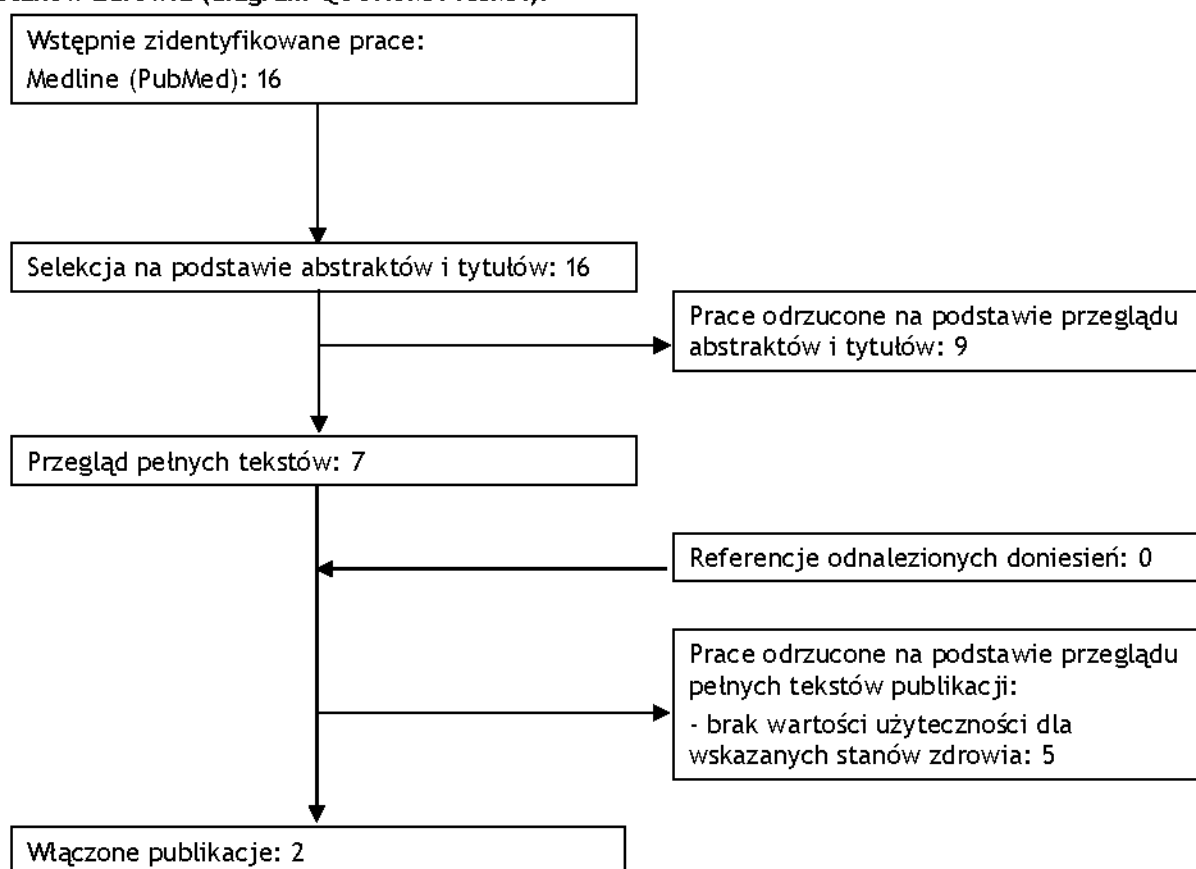 Wstępnie zidentyfikowane prace:
Medline (PubMed): 16
Selekcja na podstawie abstraktów i tytułów: 16
Prace odrzucone na podstawie przeglądu
abstraktów i tytułów: 9
Przegląd pełnych tekstów: 7
Referencje odnalezionych doniesień: 0
Prace odrzucone na podstawie przeglądu
pełnych tekstów publikacji:
- brak wartości użyteczności dla
wskazanych stanów zdrowia: 5
Włączone publikacje: 2